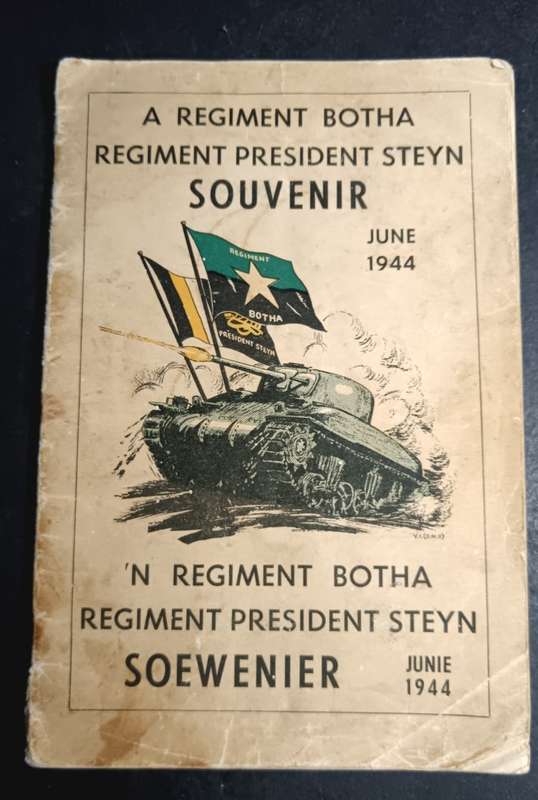 A REGIMENT BOTHA
REGIMENT PRESIDENT STEYN
SOUVENIR
JUNE
1944
REGIMENT
BOTHA
PRESIDENT STEYN
'N REGIMENT BOTHA
REGIMENT PRESIDENT STEYN
SOEWENIER
JUNIE
1944